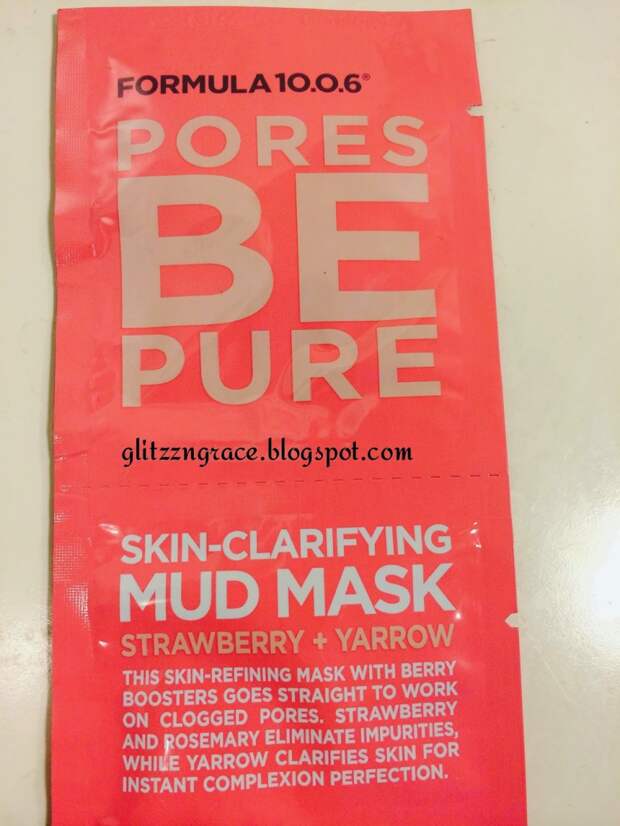 FORMULA 10.0.6®
PORES
BE
PURE
glitzzngrace.blogspot.com
SKIN-CLARIFYING
MUD MASK
STRAWBERRY + YARROW
THIS SKIN-REFINING MASK WITH BERRY
BOOSTERS GOES STRAIGHT TO WORK
ON CLOGGED PORES. STRAWBERRY
AND ROSEMARY ELIMINATE IMPURITIES,
WHILE YARROW CLARIFIES SKIN FOR
INSTANT COMPLEXION PERFECTION.